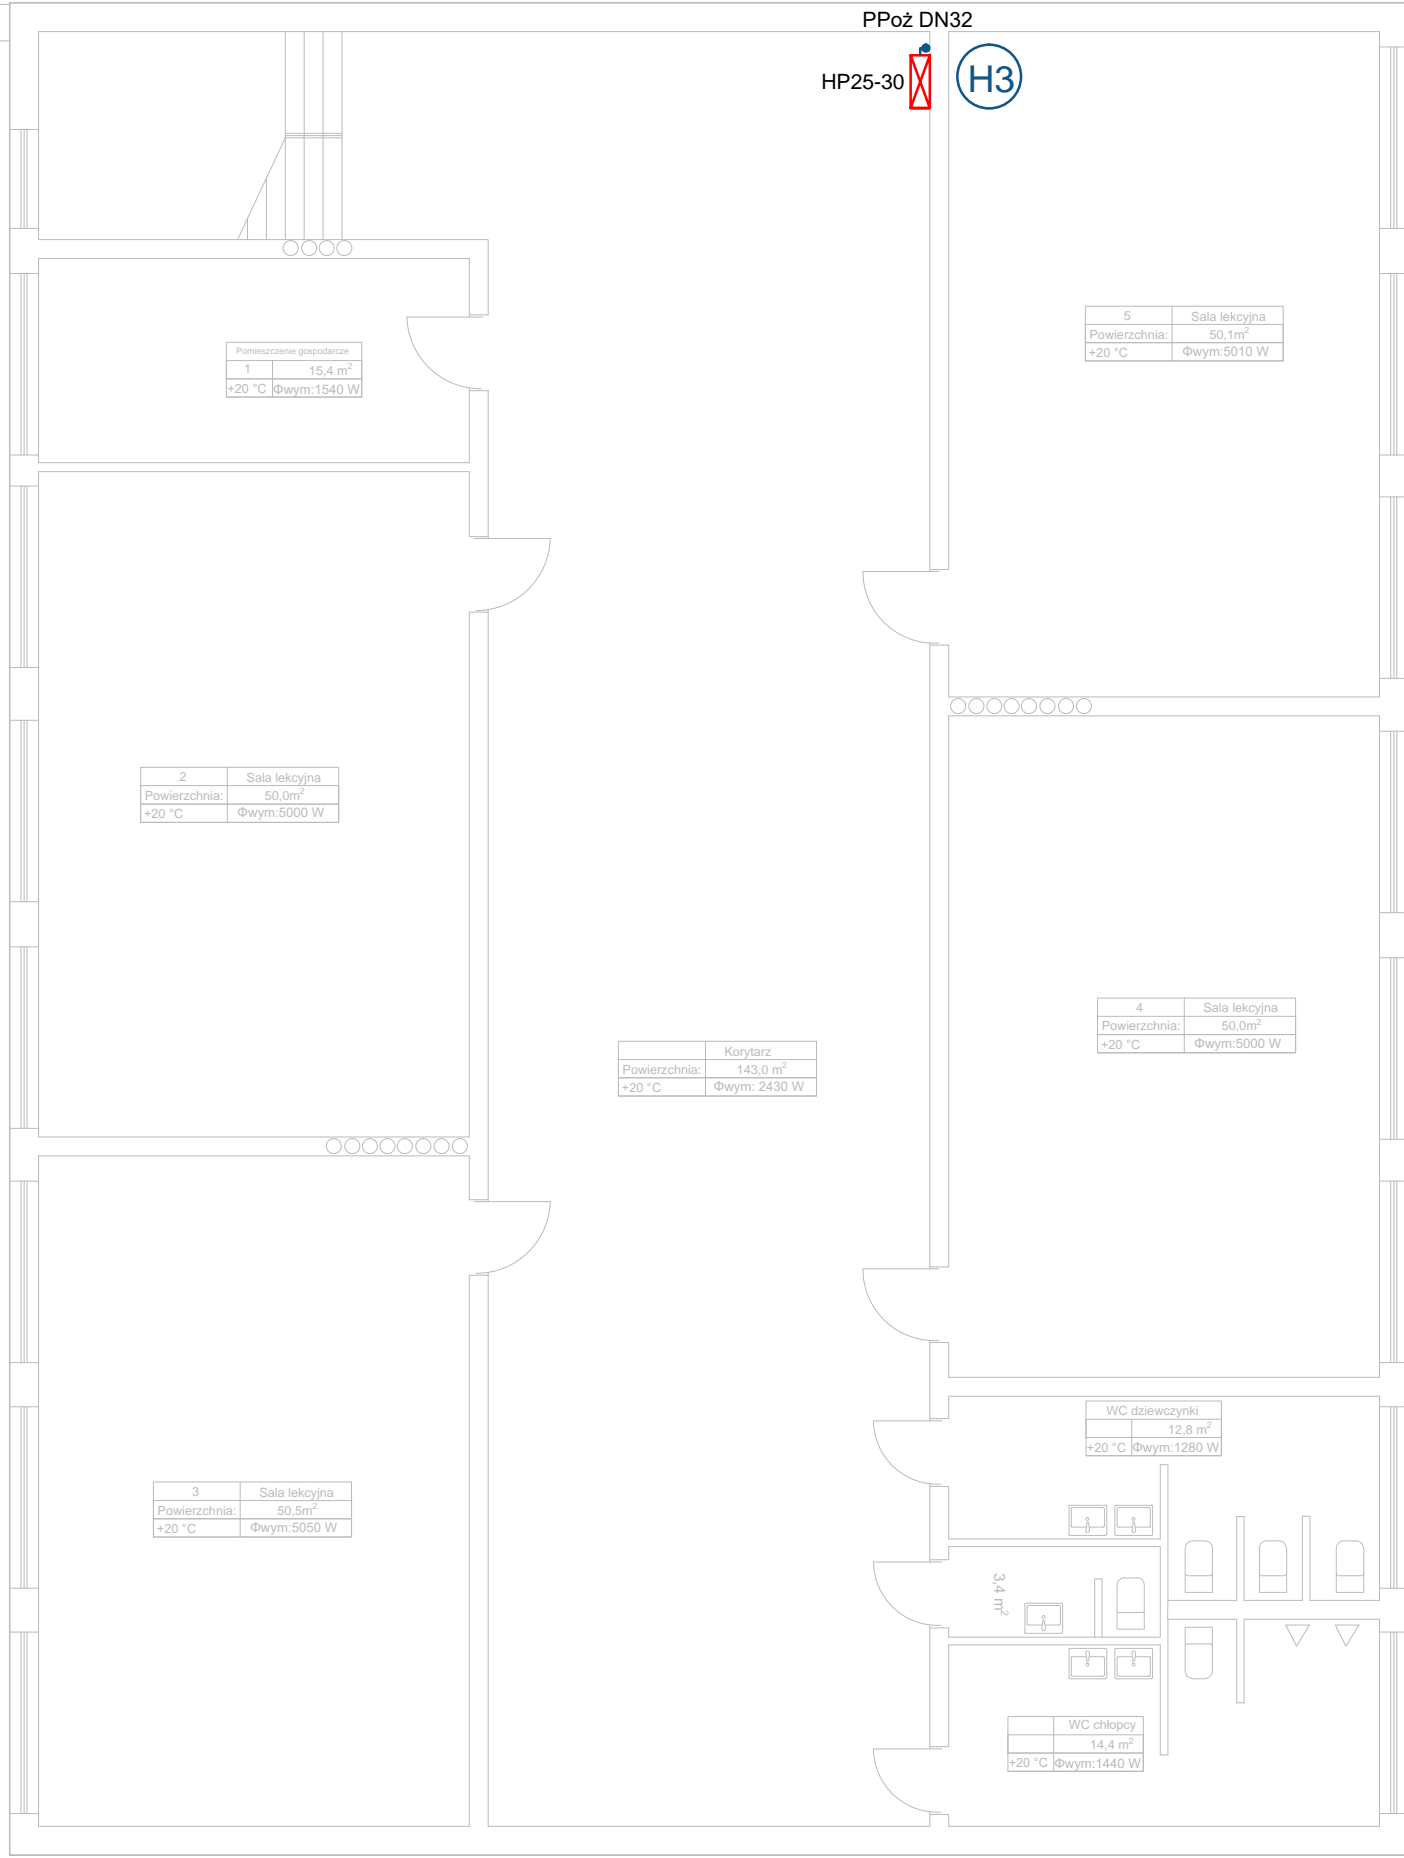 PPoż DN32
HP25-30
H3
5 Sala lekcyjna
Powierzchnia: 50,1m²
+20 °C Φwym:5010 W
Pomieszczenie gospodarcze
1 15,4 m²
+20 °C Φwym:1540 W
2 Sala lekcyjna
Powierzchnia: 50,0m²
+20 °C Φwym:5000 W
4 Sala lekcyjna
Powierzchnia: 50,0m²
+20 °C Φwym:5000 W
Korytarz
Powierzchnia: 143,0 m²
+20 °C Φwym: 2430 W
WC dziewczynki
12,8 m²
+20 °C Φwym:1280 W
3 Sala lekcyjna
Powierzchnia: 50,5m²
+20 °C Φwym:5050 W
3,4 m²
WC chłopcy
14,4 m²
+20 °C Φwym:1440 W